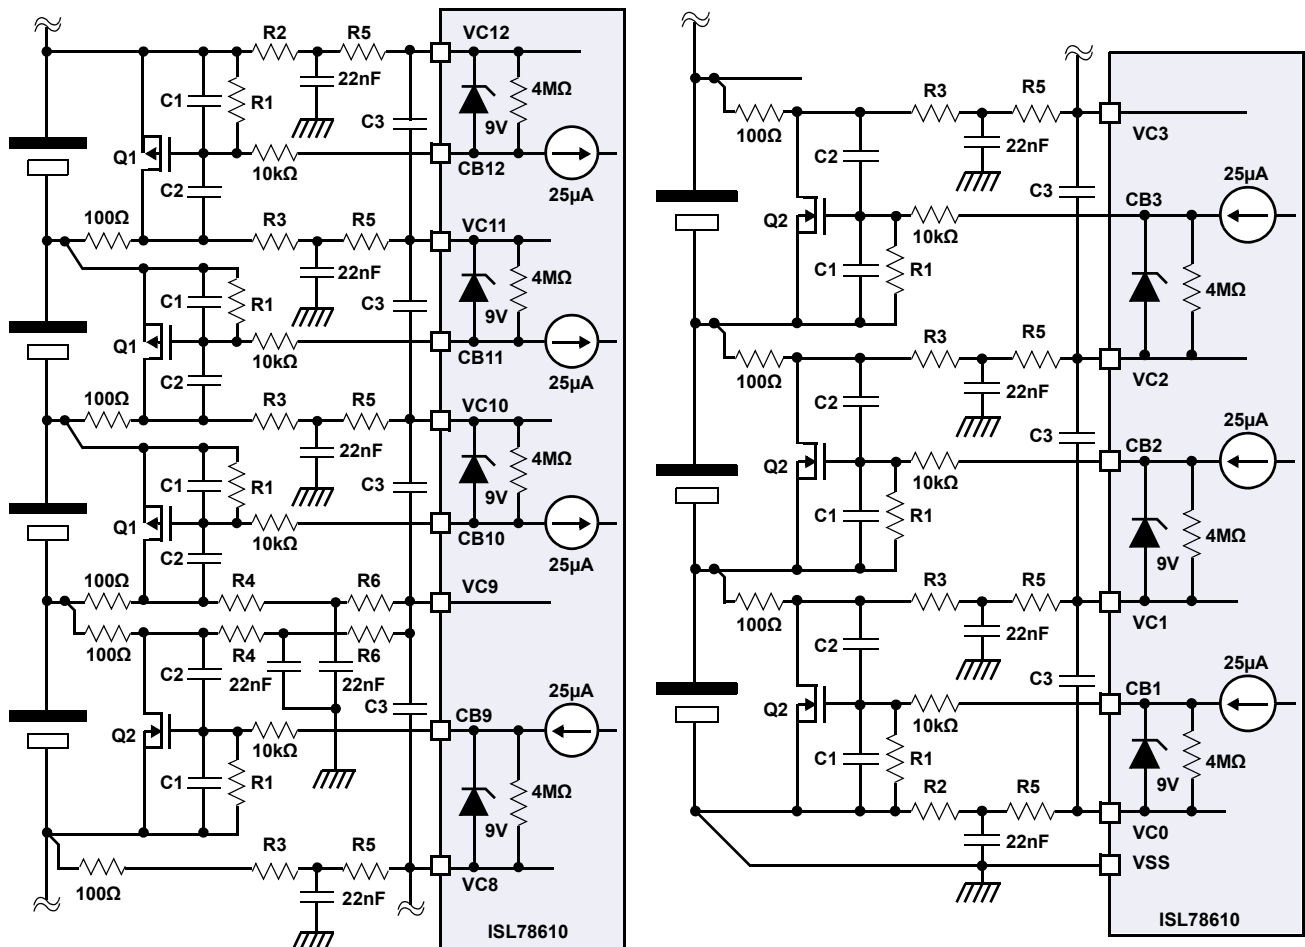 R2
R5
VC12
22nF
C1
R1
4MΩ
C3
9V
Q1
CB12
10kΩ
C2
25µA
100Ω
R3
R5
VC11
22nF
C1
R1
4MΩ
C3
9V
Q1
CB11
10kΩ
C2
25µA
100Ω
R3
R5
VC10
22nF
C1
R1
4MΩ
C3
9V
Q1
CB10
10kΩ
C2
25µA
100Ω
R4
R6
VC9
100Ω
R4
R6
C2
22nF
22nF
C3
25µA
CB9
Q2
10kΩ
C1
R1
4MΩ
9V
R3
R5
100Ω
22nF
VC8
ISL78610
R3
R5
100Ω
VC3
22nF
C2
25µA
C3
CB3
Q2
10kΩ
C1
R1
4MΩ
9V
R3
R5
100Ω
VC2
22nF
C2
25µA
C3
CB2
Q2
10kΩ
C1
R1
4MΩ
9V
R3
R5
100Ω
VC1
22nF
C2
25µA
C3
CB1
Q2
10kΩ
C1
R1
4MΩ
9V
R2
R5
VC0
22nF
VSS
ISL78610